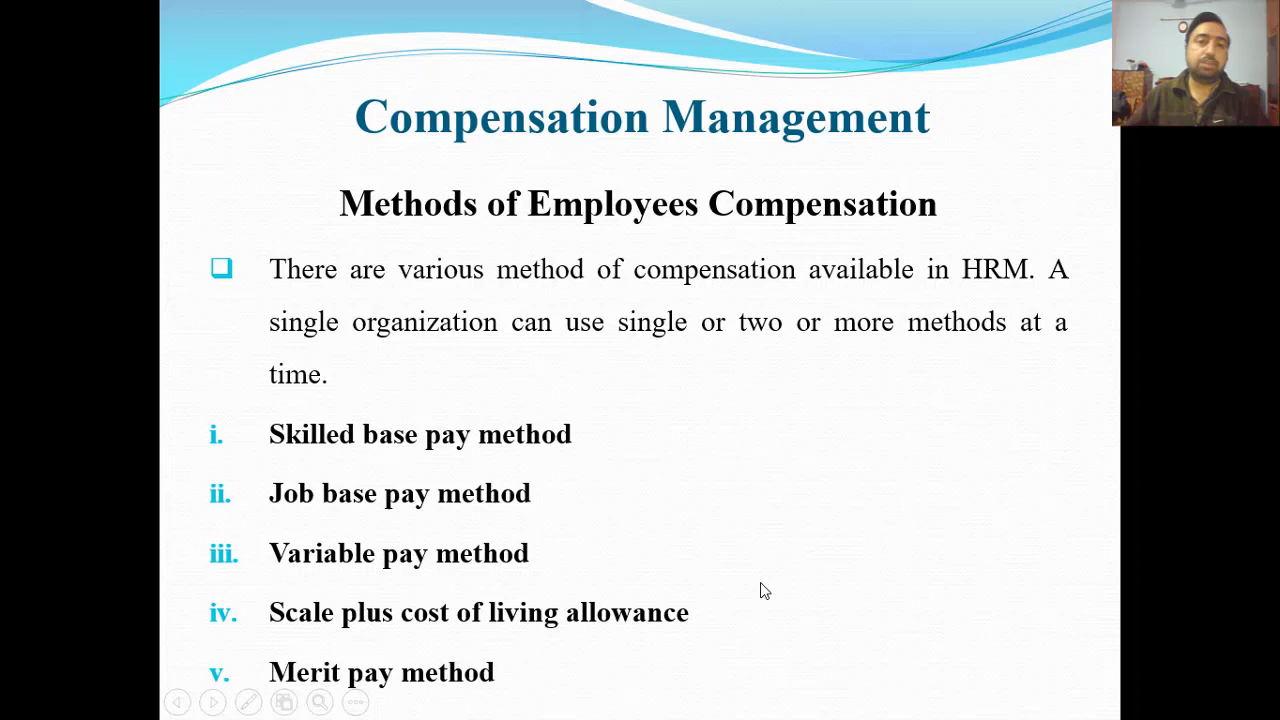 Compensation Management
Methods of Employees Compensation
There are various method of compensation available in HRM. A
single organization can use single or two or more methods at a
time.
i. Skilled base pay method
ii. Job base pay method
iii. Variable pay method
iv. Scale plus cost of living allowance
v. Merit pay method